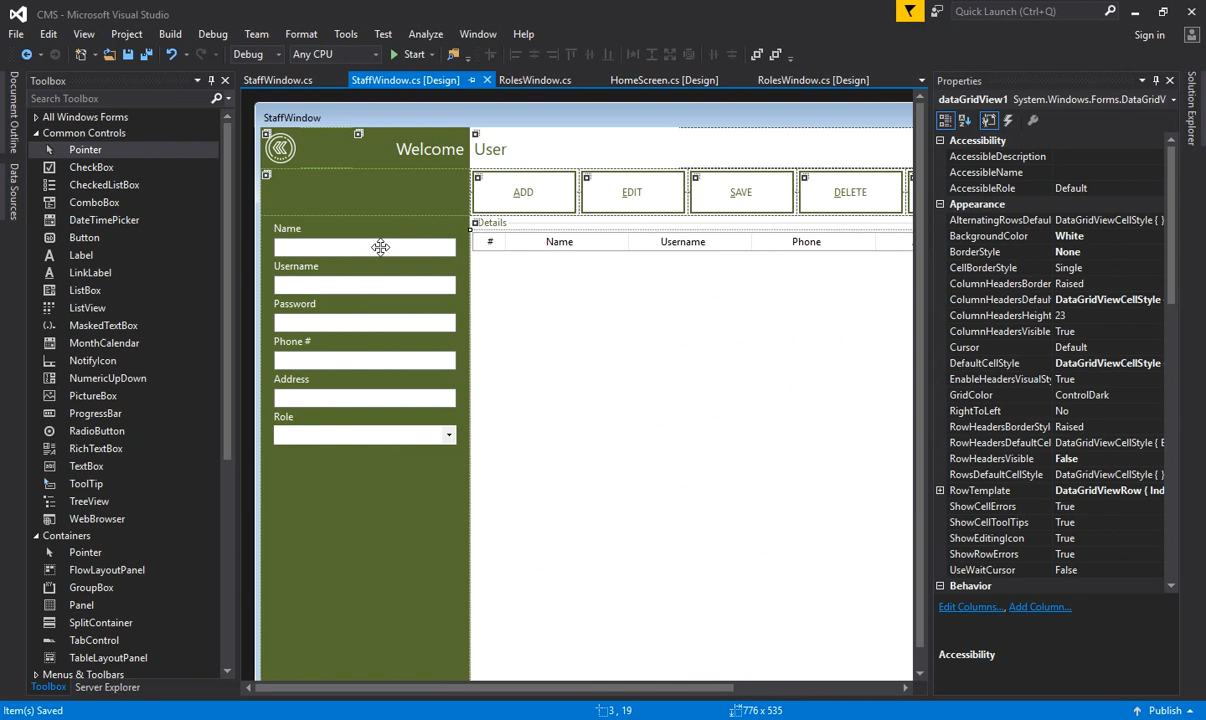 CMS - Microsoft Visual Studio
Quick Launch (Ctrl+Q)
File Edit View Project Build Debug Team Format Tools Test Analyze Window Help
Sign in
Debug Any CPU Start
Toolbox
Search Toolbox
All Windows Forms
Common Controls
Pointer
CheckBox
CheckedListBox
ComboBox
DateTimePicker
Button
Label
LinkLabel
ListBox
ListView
MaskedTextBox
MonthCalendar
NotifyIcon
NumericUpDown
PictureBox
ProgressBar
RadioButton
RichTextBox
TextBox
ToolTip
TreeView
WebBrowser
Containers
Pointer
FlowLayoutPanel
GroupBox
Panel
SplitContainer
TabControl
TableLayoutPanel
Menus & Toolbars
Toolbox Server Explorer
Document Outline
Data Sources
StaffWindow.cs StaffWindow.cs [Design] RolesWindow.cs HomeScreen.cs [Design] RolesWindow.cs [Design]
StaffWindow
Welcome User
ADD EDIT SAVE DELETE
Details
# Name Username Phone
Name
Username
Password
Phone #
Address
Role
Properties
dataGridView1 System.Windows.Forms.DataGridV
Accessibility
AccessibleDescription
AccessibleName
AccessibleRole Default
Appearance
AlternatingRowsDefaul DataGridViewCellStyle { }
BackgroundColor White
BorderStyle None
CellBorderStyle Single
ColumnHeadersBorder Raised
ColumnHeadersDefaul DataGridViewCellStyle
ColumnHeadersHeight 23
ColumnHeadersVisible True
Cursor Default
DefaultCellStyle DataGridViewCellStyle
EnableHeadersVisualSty True
GridColor ControlDark
RightToLeft No
RowHeadersBorderStyl Raised
RowHeadersDefaultCel DataGridViewCellStyle { B
RowHeadersVisible False
RowsDefaultCellStyle DataGridViewCellStyle { }
RowTemplate DataGridViewRow { Ind
ShowCellErrors True
ShowCellToolTips True
ShowEditingIcon True
ShowRowErrors True
UseWaitCursor False
Behavior
Edit Columns..., Add Column...
Accessibility
Solution Explorer
Item(s) Saved
3 , 19
776 x 535
Publish